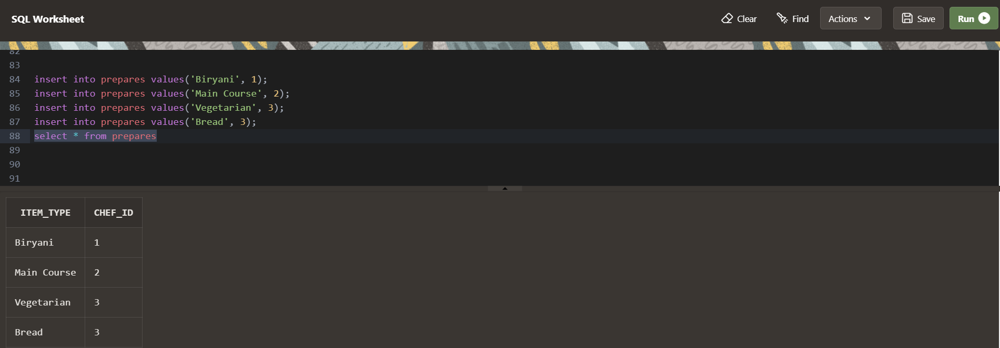 SQL Worksheet
Clear Find Actions Save Run
82
83
84 insert into prepares values('Biryani', 1);
85 insert into prepares values('Main Course', 2);
86 insert into prepares values('Vegetarian', 3);
87 insert into prepares values('Bread', 3);
88 select * from prepares
89
90
91
ITEM_TYPE CHEF_ID
Biryani 1
Main Course 2
Vegetarian 3
Bread 3